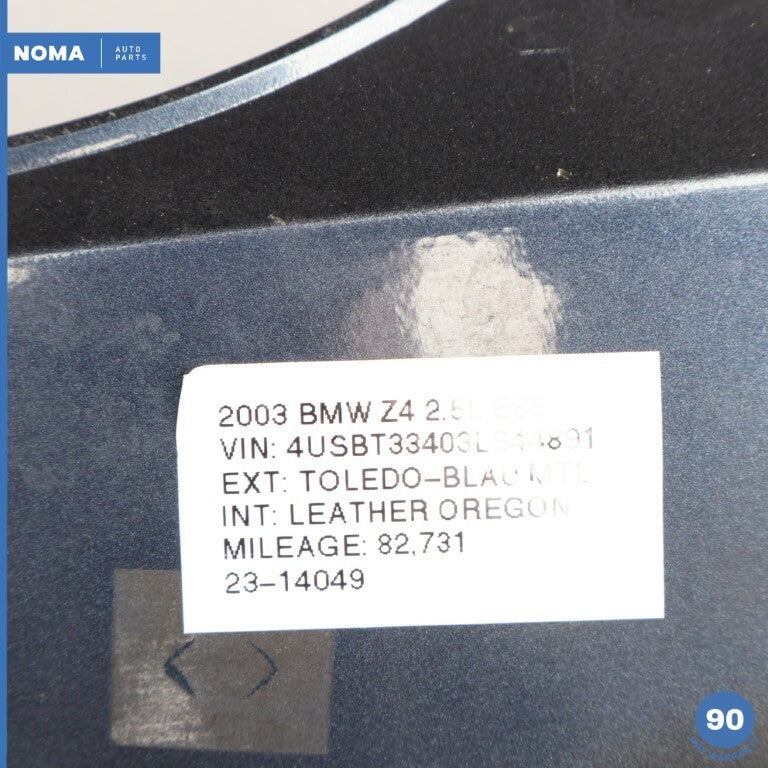 NOMA AUTO PARTS
2003 BMW Z4 2.5L E85
VIN: 4USBT33403LS44891
EXT: TOLEDO-BLAU MTL
INT: LEATHER OREGON
MILEAGE: 82,731
23-14049
90